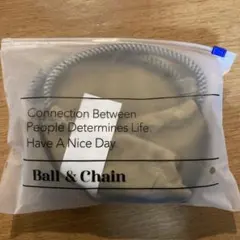 Connection Between
People Determines Life.
Have A Nice Day.
Ball & Chain